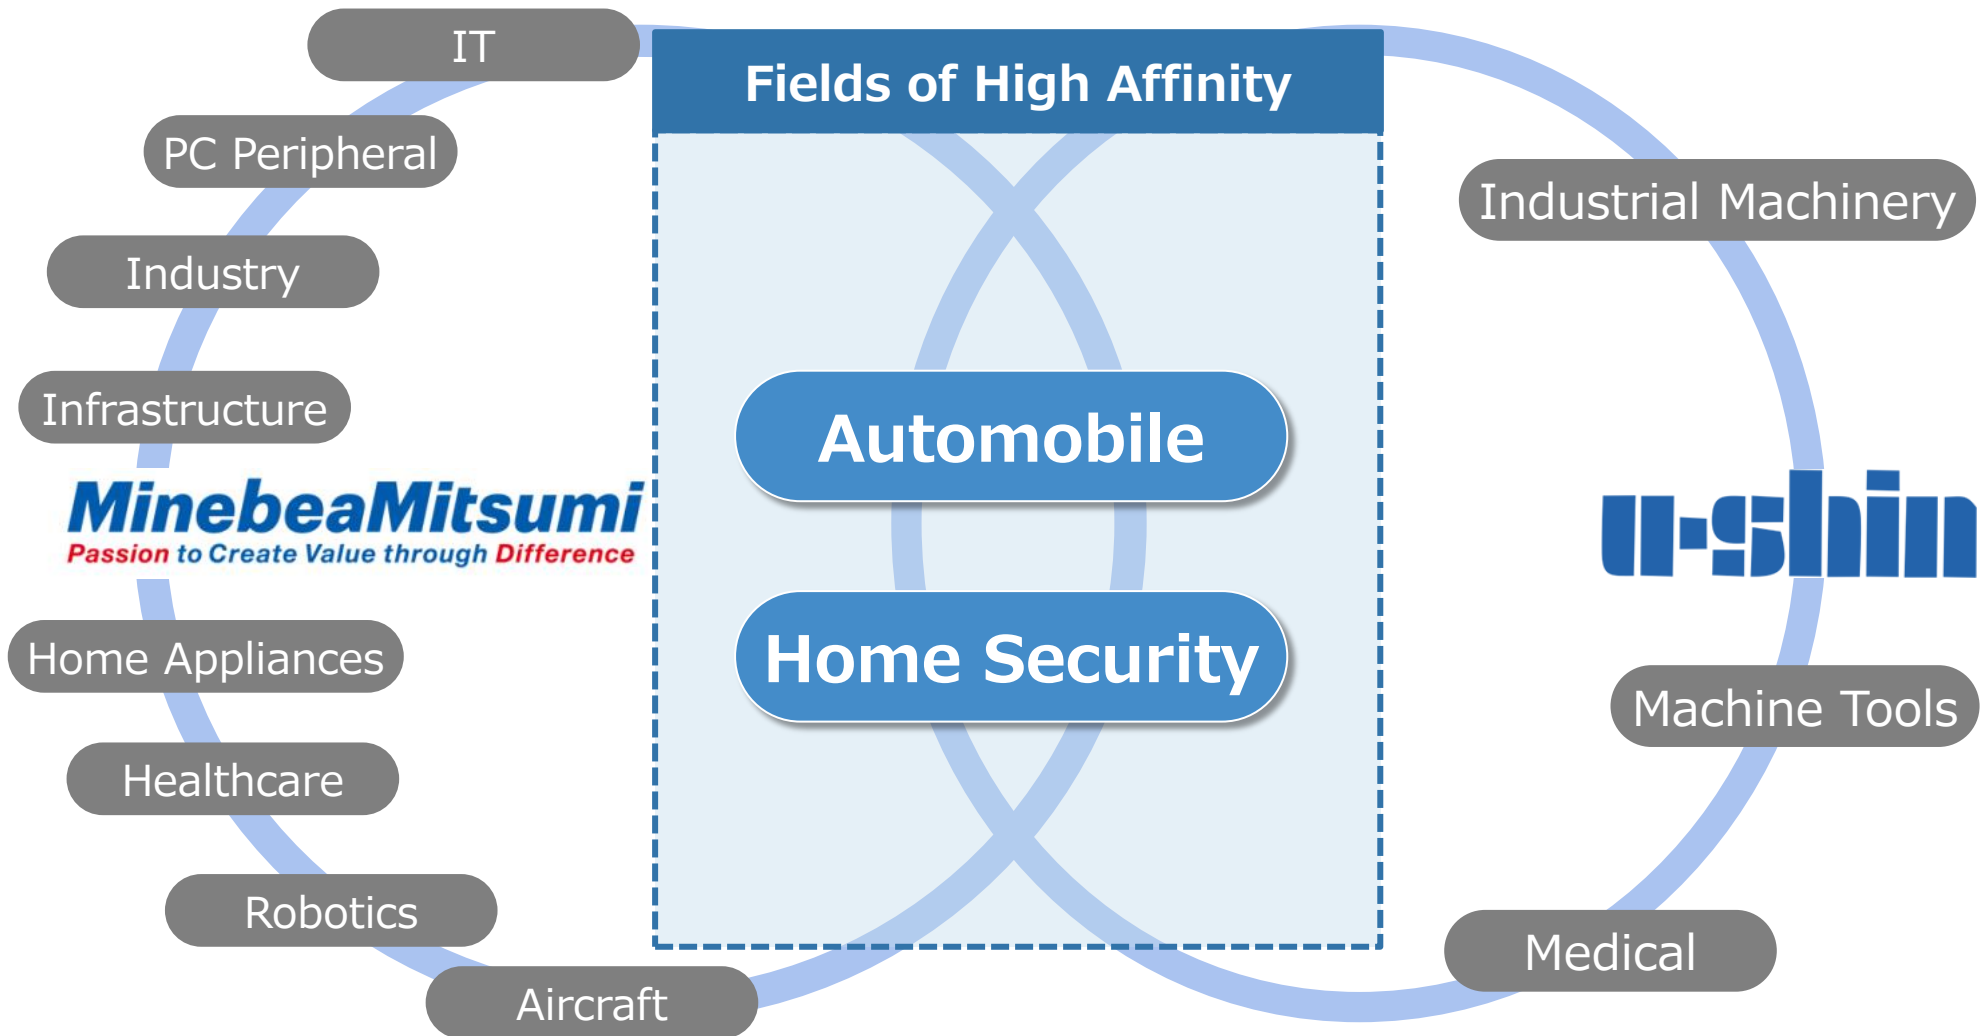 IT
PC Peripheral
Industry
Infrastructure
MinebeaMitsumi
Passion to Create Value through Difference
Home Appliances
Healthcare
Robotics
Aircraft
Fields of High Affinity
Automobile
Home Security
Industrial Machinery
u-shin
Machine Tools
Medical